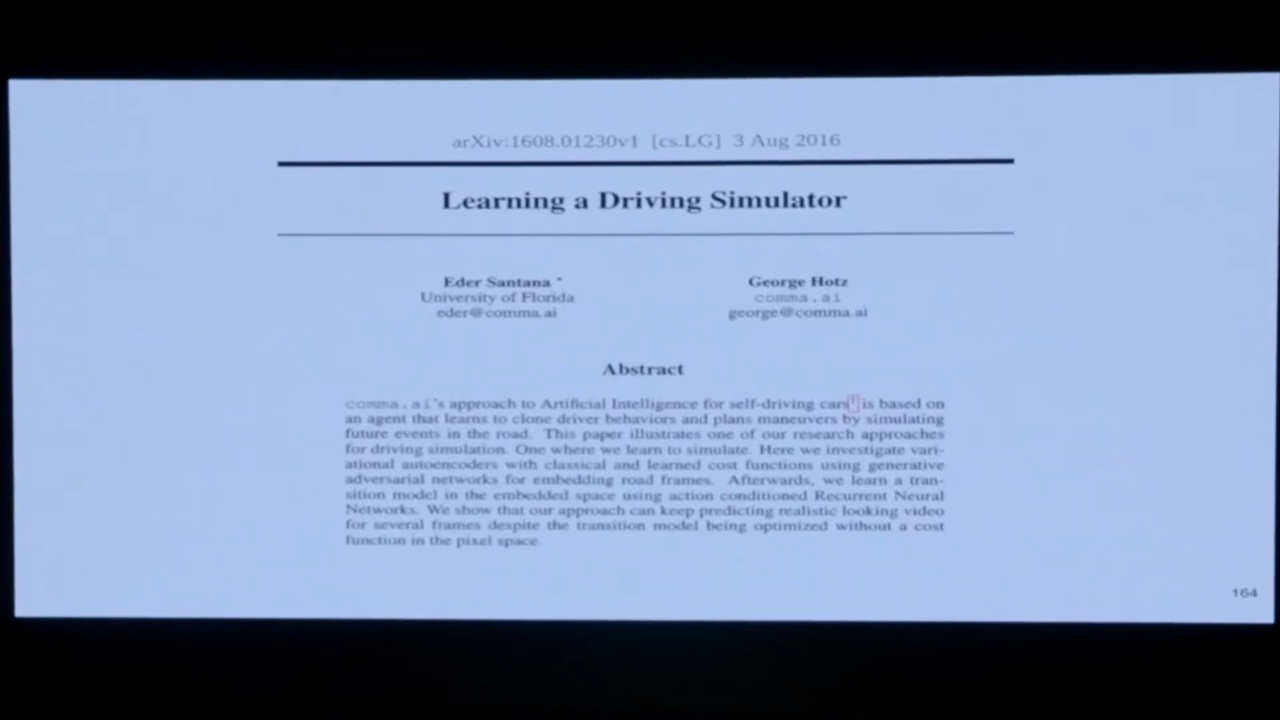 arXiv:1608.01230v1 [cs.LG] 3 Aug 2016
Learning a Driving Simulator
Eder Santana *
University of Florida
eder@comma.ai
George Hotz
comma.ai
george@comma.ai
Abstract
comma.ai's approach to Artificial Intelligence for self-driving cars1 is based on
an agent that learns to clone driver behaviors and plans maneuvers by simulating
future events in the road. This paper illustrates one of our research approaches
for driving simulation. One where we learn to simulate. Here we investigate vari-
ational autoencoders with classical and learned cost functions using generative
adversarial networks for embedding road frames. Afterwards, we learn a tran-
sition model in the embedded space using action conditioned Recurrent Neural
Networks. We show that our approach can keep predicting realistic looking video
for several frames despite the transition model being optimized without a cost
function in the pixel space.
164